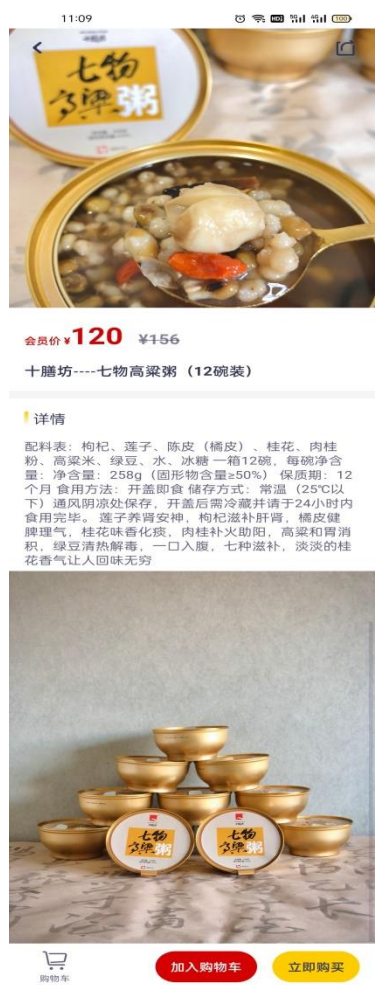 11:09
HD
5G
4G
100
七物
高粱粥
会员价 ¥120 ¥156
十膳坊----七物高粱粥（12碗装）
详情
配料表：枸杞、莲子、陈皮（橘皮）、桂花、肉桂
粉、高粱米、绿豆、水、冰糖 一箱12碗，每碗净含
量：净含量：258g（固形物含量≥50%） 保质期：12
个月 食用方法：开盖即食 储存方式：常温（25℃以
下）通风阴凉处保存，开盖后需冷藏并请于24小时内
食用完毕。 莲子养肾安神，枸杞滋补肝肾，橘皮健
脾理气，桂花味香化痰，肉桂补火助阳，高粱和胃消
积，绿豆清热解毒，一口入腹，七种滋补，淡淡的桂
花香气让人回味无穷
七物
高粱粥
七物
高粱粥
购物车
加入购物车
立即购买